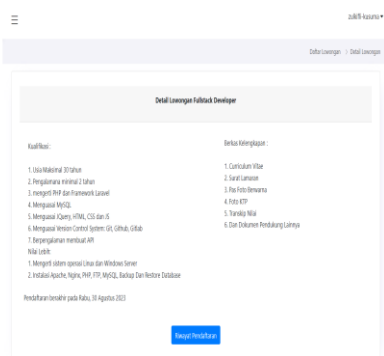 zulkifli-kusuma
Daftar Lowongan > Detail Lowongan
Detail Lowongan Fullstack Developer
Kualifikasi :
1. Usia Maksimal 30 tahun
2. Pengalamana minimal 2 tahun
3. mengerti PHP dan Framework Laravel
4. Menguasai MySQL
5. Menguasai JQuery, HTML, CSS dan JS
6. Menguasai Version Control System: Git, Github, Gitlab
7. Berpengalaman membuat API
Nilai Lebih:
1. Mengerti sistem operasi Linux dan Windows Server
2. Instalasi Apache, Nginx, PHP, FTP, MySQL, Backup Dan Restore Database
Berkas Kelengkapan :
1. Curriculum Vitae
2. Surat Lamaran
3. Pas Foto Berwarna
4. Foto KTP
5. Transkip Nilai
6. Dan Dokumen Pendukung Lainnya
Pendaftaran berakhir pada Rabu, 30 Agustus 2023
Riwayat Pendaftaran